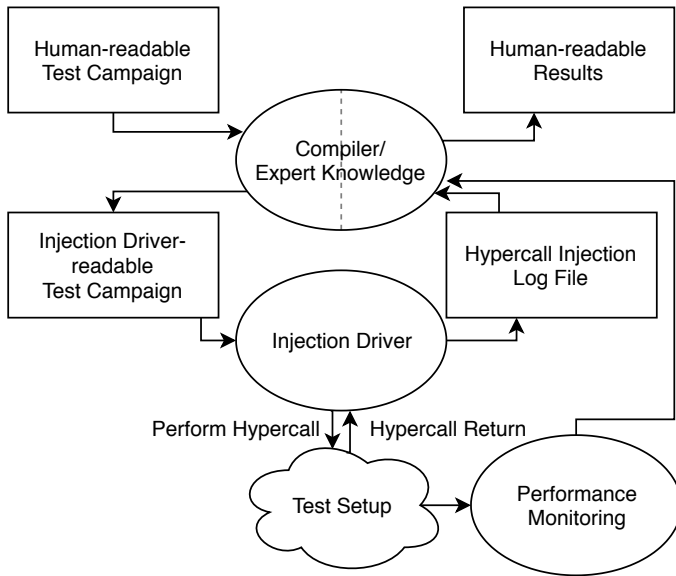 Human-readable
Test Campaign
Human-readable
Results
Compiler/
Expert Knowledge
Injection Driver-
readable
Test Campaign
Hypercall Injection
Log File
Injection Driver
Perform Hypercall
Hypercall Return
Test Setup
Performance
Monitoring